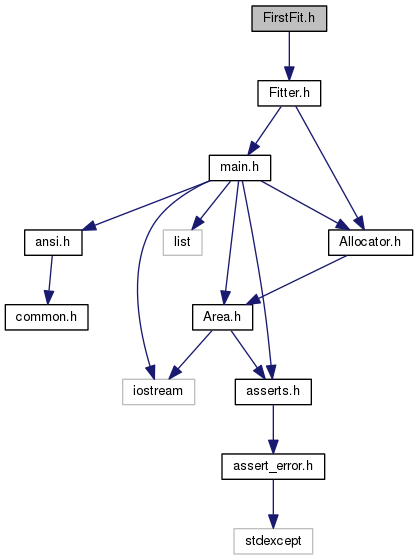 FirstFit.h
Fitter.h
main.h
ansi.h
list
Allocator.h
common.h
Area.h
iostream
asserts.h
assert_error.h
stdexcept